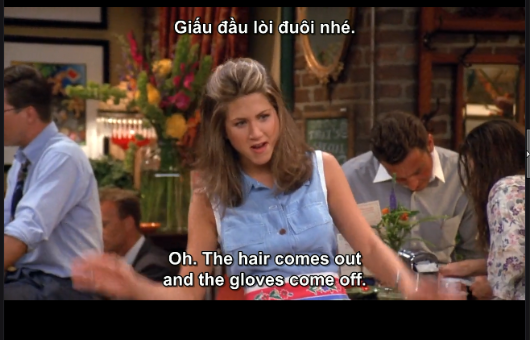 Giấu đầu lòi đuôi nhé.
Oh. The hair comes out
and the gloves come off.